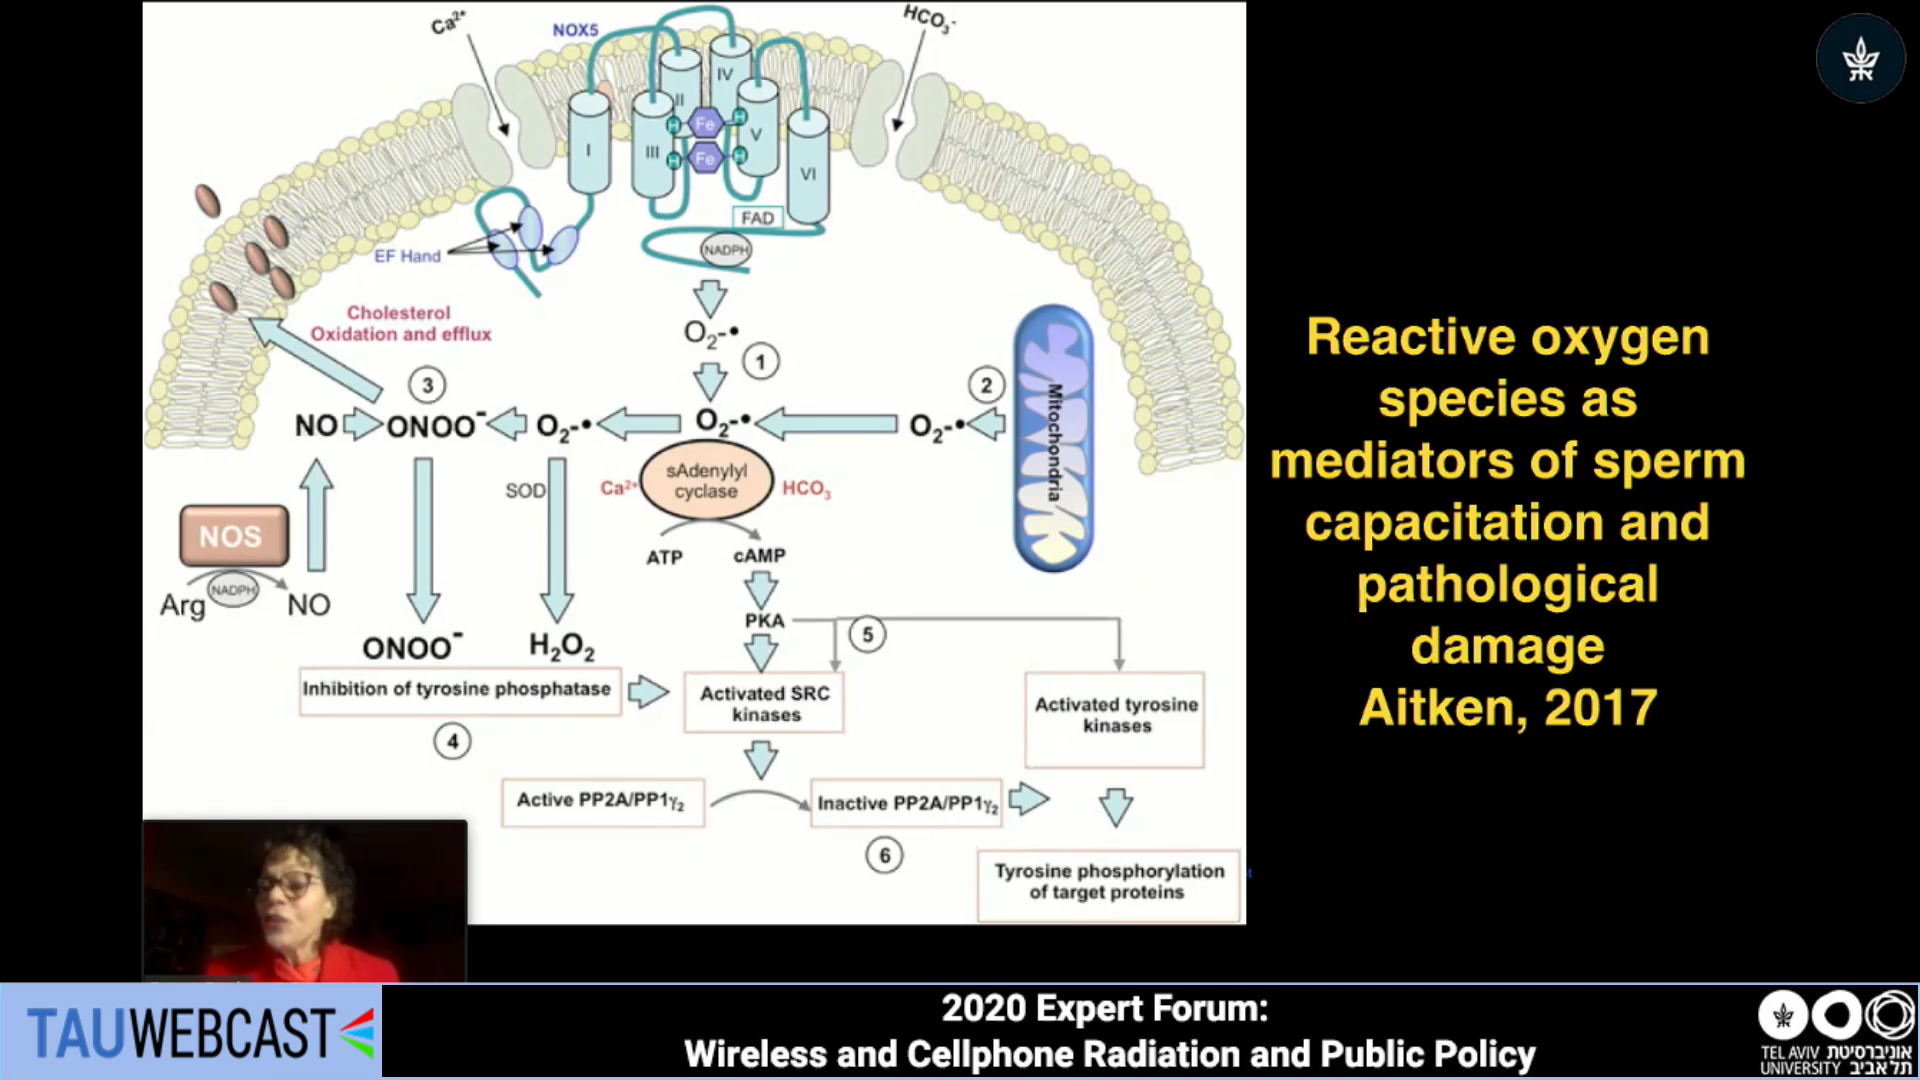 Ca²⁺
NOX5
HCO₃⁻
I
II
III
IV
V
VI
Fe
H
H
Fe
H
H
FAD
NADPH
EF Hand
Cholesterol
Oxidation and efflux
O₂-•
1
2
3
NO
ONOO⁻
O₂-•
O₂-•
O₂-•
Mitochondria
SOD
Ca²⁺
sAdenylyl
cyclase
HCO₃
NOS
NADPH
Arg
NO
ATP
cAMP
PKA
5
ONOO⁻
H₂O₂
Inhibition of tyrosine phosphatase
4
Activated SRC
kinases
Activated tyrosine
kinases
Active PP2A/PP1γ₂
Inactive PP2A/PP1γ₂
6
Tyrosine phosphorylation
of target proteins
Reactive oxygen
species as
mediators of sperm
capacitation and
pathological
damage
Aitken, 2017
TAUWEBCAST
2020 Expert Forum:
Wireless and Cellphone Radiation and Public Policy
TEL AVIV אוניברסיטת
UNIVERSITY תל אביב